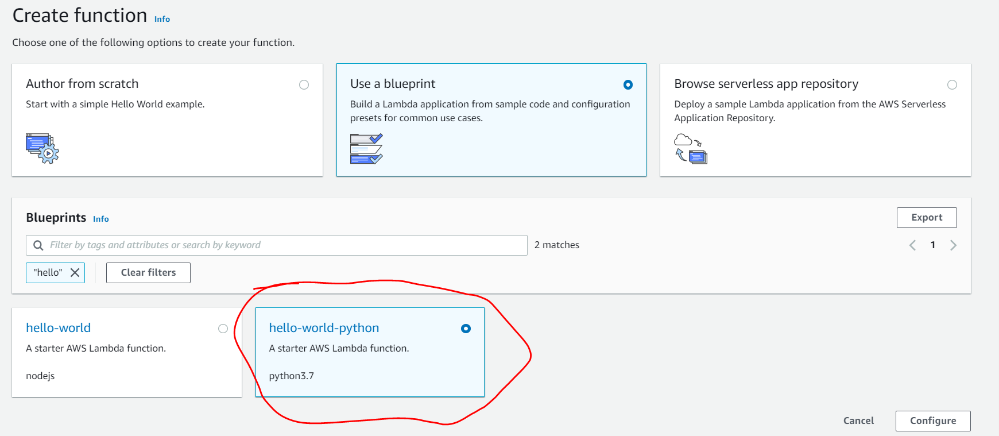 Create function Info
Choose one of the following options to create your function.
Author from scratch
Start with a simple Hello World example.
Use a blueprint
Build a Lambda application from sample code and configuration
presets for common use cases.
Browse serverless app repository
Deploy a sample Lambda application from the AWS Serverless
Application Repository.
Blueprints Info
Export
Filter by tags and attributes or search by keyword
2 matches
1
"hello"
Clear filters
hello-world
A starter AWS Lambda function.
nodejs
hello-world-python
A starter AWS Lambda function.
python3.7
Cancel
Configure